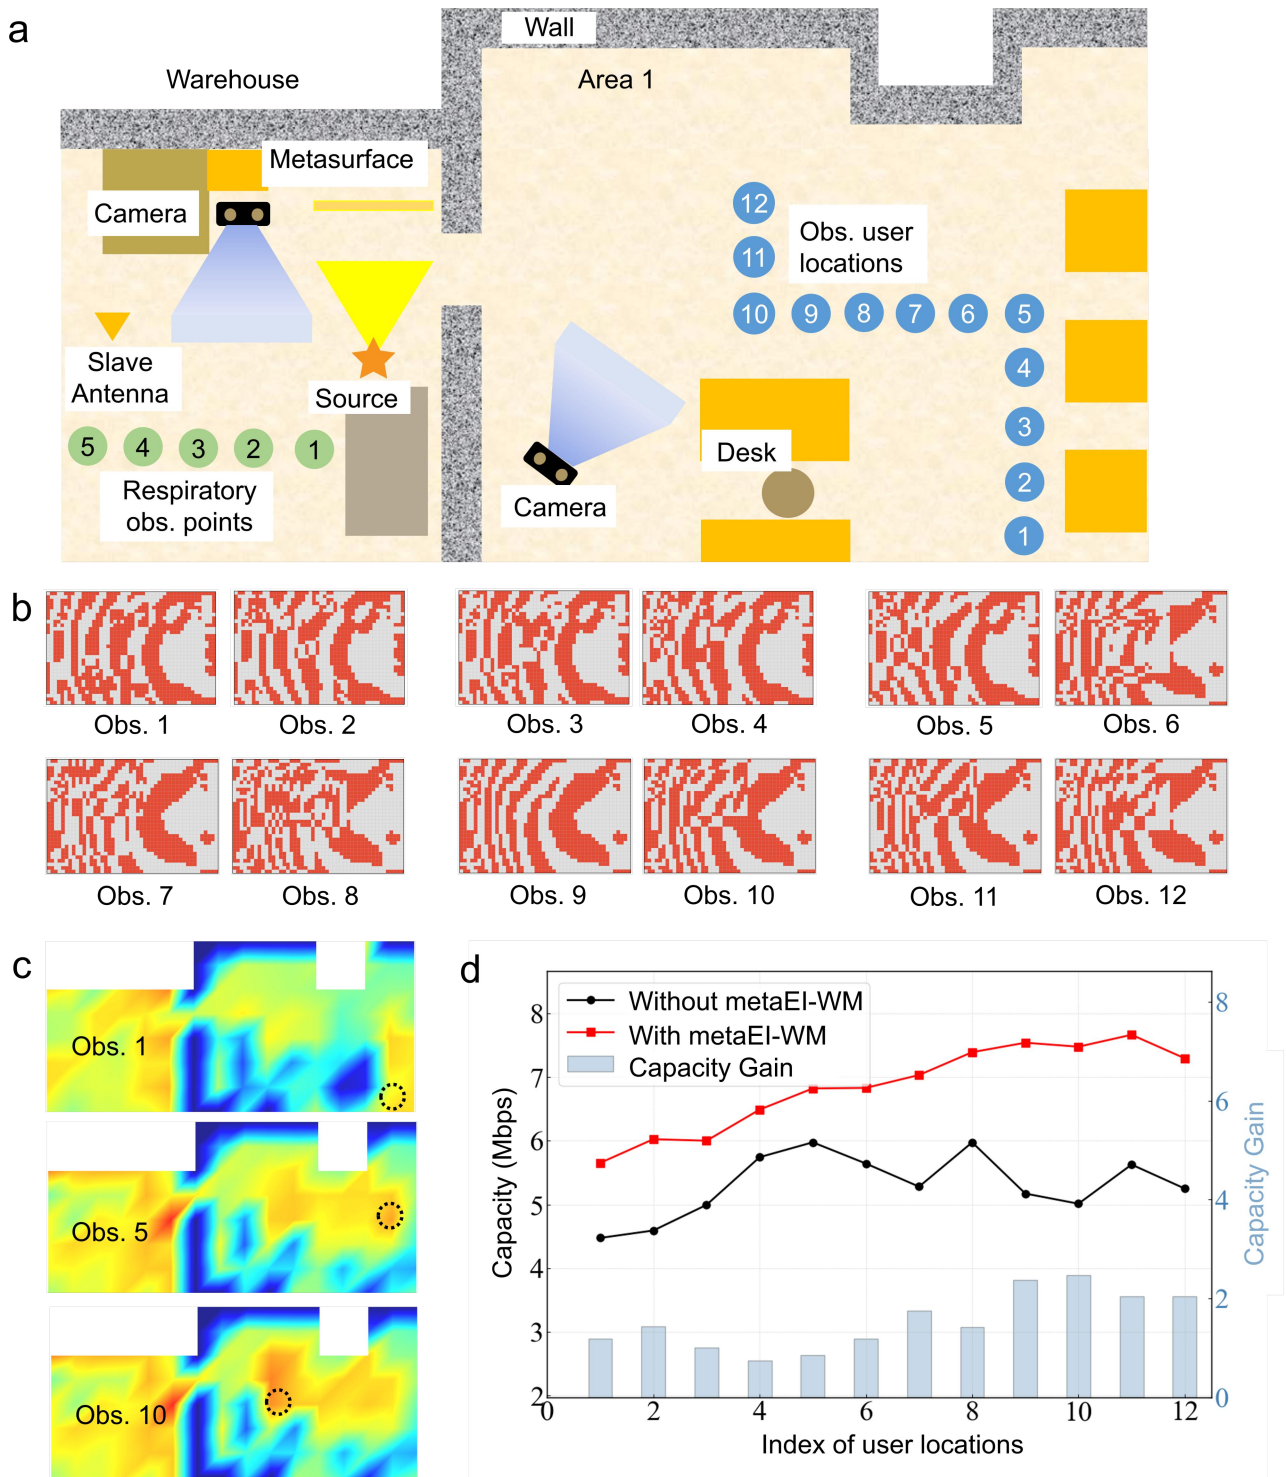 a
Wall
Warehouse
Area 1
Metasurface
Camera
12
Obs. user
locations
11
10 9 8 7 6 5
Slave
Antenna
4
Source
3
5 4 3 2 1
Desk
Respiratory
obs. points
2
Camera
1
b
Obs. 1
Obs. 2
Obs. 3
Obs. 4
Obs. 5
Obs. 6
Obs. 7
Obs. 8
Obs. 9
Obs. 10
Obs. 11
Obs. 12
c
Obs. 1
Obs. 5
Obs. 10
d
Without metaEI-WM
With metaEI-WM
Capacity Gain
8
7
6
5
4
3
2
Capacity (Mbps)
8
6
4
2
0
Capacity Gain
0 2 4 6 8 10 12
Index of user locations